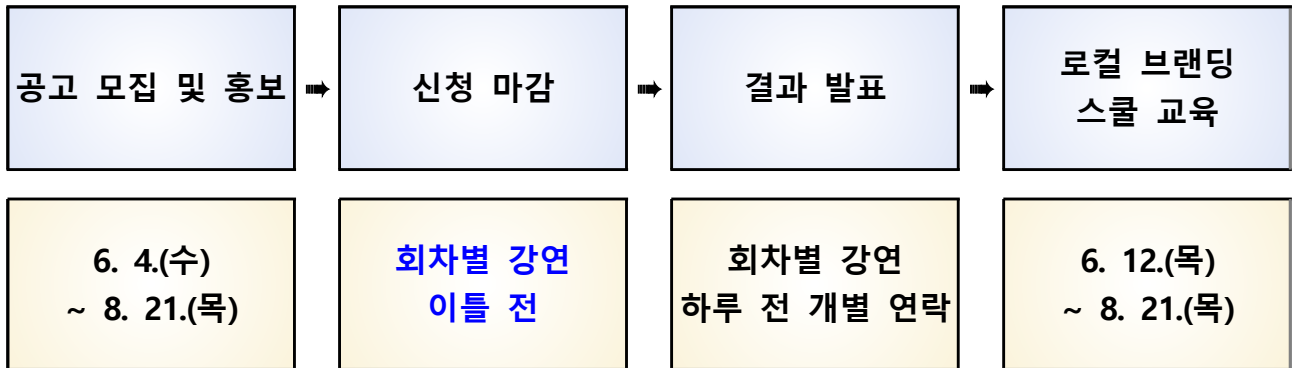 공고 모집 및 홍보 ➠ 신청 마감 ➠ 결과 발표 ➠ 로컬 브랜딩
스쿨 교육
6. 4.(수)
~ 8. 21.(목)
회차별 강연
이틀 전
회차별 강연
하루 전 개별 연락
6. 12.(목)
~ 8. 21.(목)